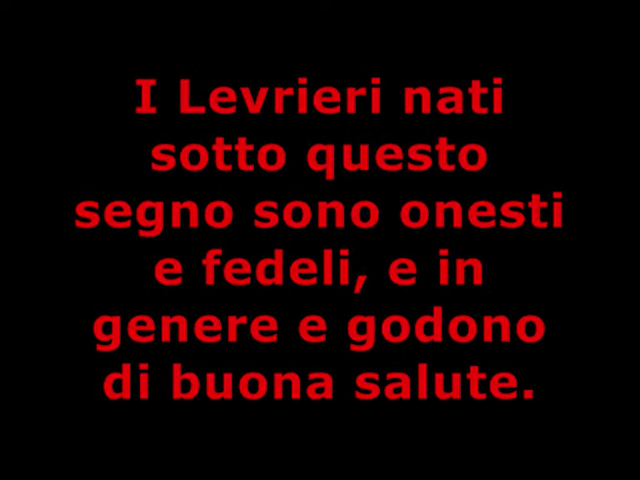 I Levrieri nati
sotto questo
segno sono onesti
e fedeli, e in
genere e godono
di buona salute.